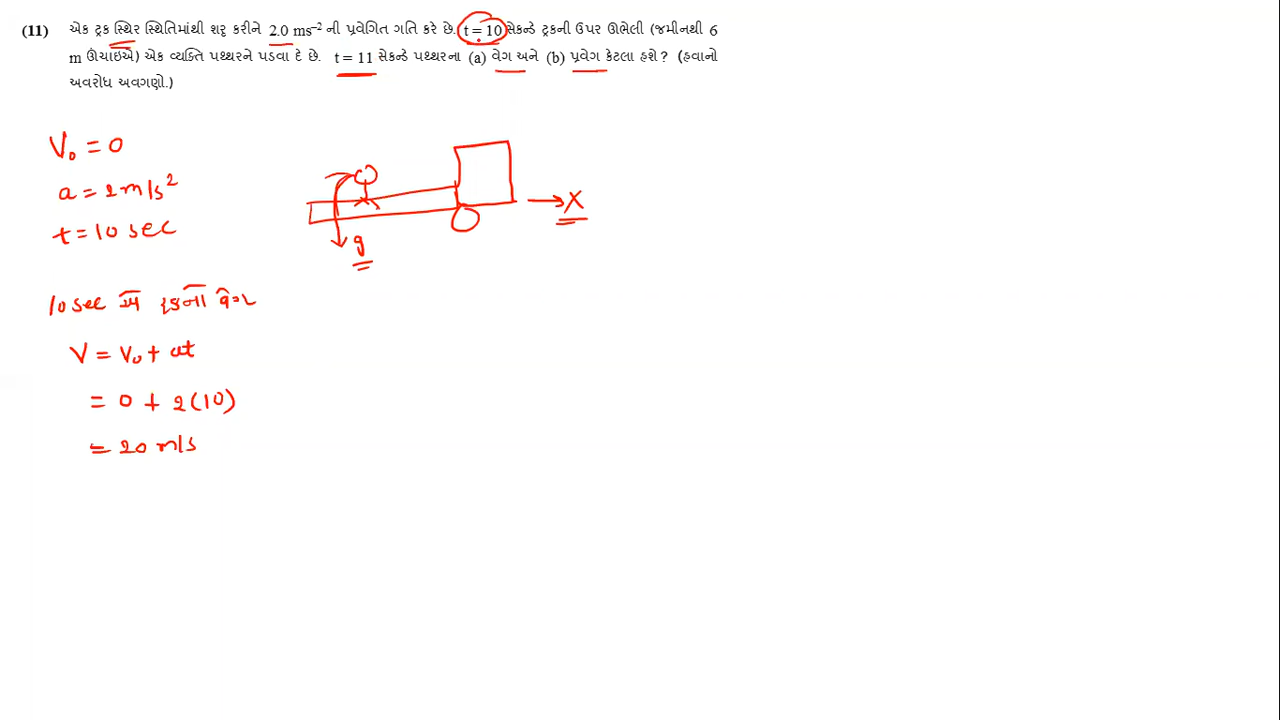 (11) એક ટ્રક સ્થિર સ્થિતિમાંથી શરૂ કરીને 2.0 ms⁻² ની પ્રવેગિત ગતિ કરે છે. t = 10 સેકન્ડે ટ્રકની ઉપર ઊભેલી (જમીનથી 6
m ઊંચાઇએ) એક વ્યક્તિ પથ્થરને પડવા દે છે. t = 11 સેકન્ડે પથ્થરના (a) વેગ અને (b) પ્રવેગ કેટલા હશે ? (હવાનો
અવરોધ અવગણો.)
V₀ = 0
a = 2 m/s²
t = 10 sec
X
g
10 sec એ ટ્રકનો વેગ
V = V₀ + at
= 0 + 2(10)
= 20 m/s